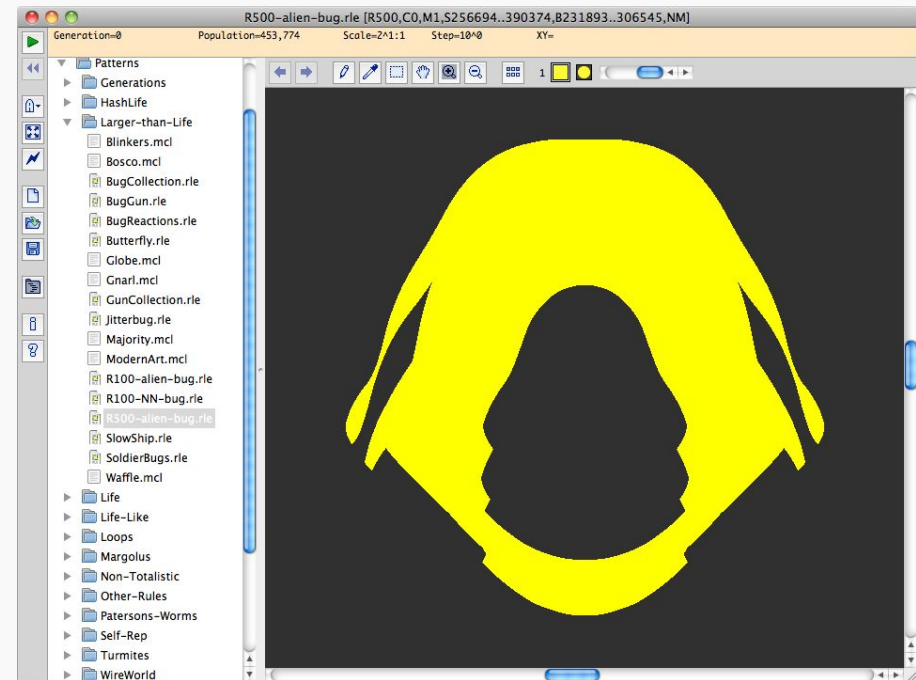 R500-alien-bug.rle [R500,C0,M1,S256694..390374,B231893..306545,NM]
Generation=0 Population=453,774 Scale=2^1:1 Step=10^0 XY=
1
Patterns
Generations
HashLife
Larger-than-Life
Blinkers.mcl
Bosco.mcl
BugCollection.rle
BugGun.rle
BugReactions.rle
Butterfly.rle
Globe.mcl
Gnarl.mcl
GunCollection.rle
Jitterbug.rle
Majority.mcl
ModernArt.mcl
R100-alien-bug.rle
R100-NN-bug.rle
R500-alien-bug.rle
SlowShip.rle
SoldierBugs.rle
Waffle.mcl
Life
Life-Like
Loops
Margolus
Non-Totalistic
Other-Rules
Patersons-Worms
Self-Rep
Turmites
WireWorld